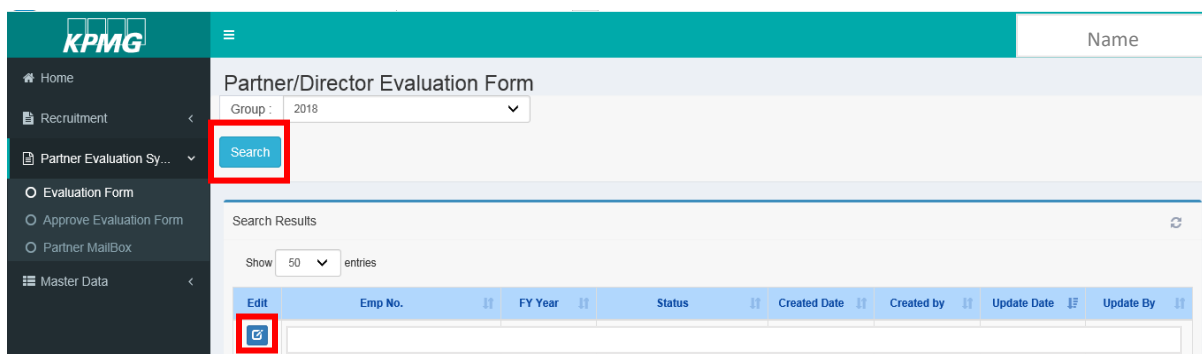 KPMG
Name
Home
Partner/Director Evaluation Form
Group : 2018
Recruitment
Search
Partner Evaluation Sy...
Evaluation Form
Approve Evaluation Form
Search Results
Partner MailBox
Show 50 entries
Master Data
Edit Emp No. FY Year Status Created Date Created by Update Date Update By